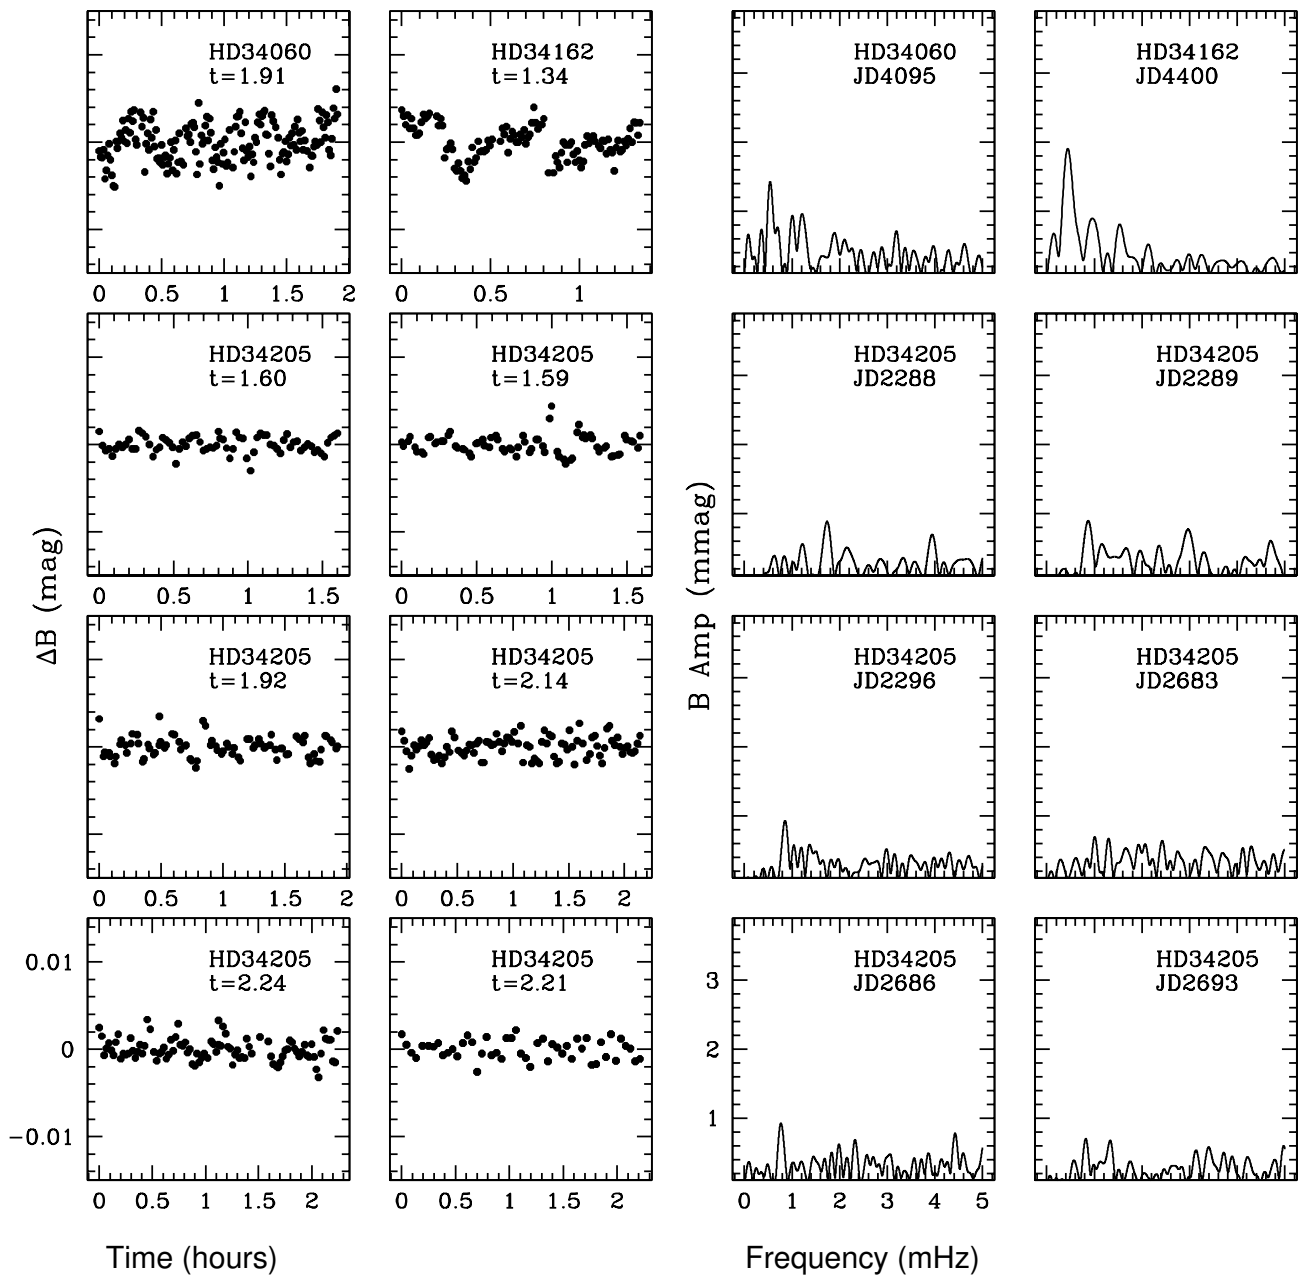 HD34060
t=1.91
HD34162
t=1.34
HD34060
JD4095
HD34162
JD4400
0 0.5 1 1.5 2
0 0.5 1
HD34205
t=1.60
HD34205
t=1.59
HD34205
JD2288
HD34205
JD2289
0 0.5 1 1.5
0 0.5 1 1.5
ΔB (mag)
B Amp (mmag)
HD34205
t=1.92
HD34205
t=2.14
HD34205
JD2296
HD34205
JD2683
0 0.5 1 1.5 2
0 0.5 1 1.5 2
HD34205
t=2.24
HD34205
t=2.21
HD34205
JD2686
HD34205
JD2693
0.01
0
−0.01
3
2
1
0 0.5 1 1.5 2
0 0.5 1 1.5 2
0 1 2 3 4 5
Time (hours)
Frequency (mHz)